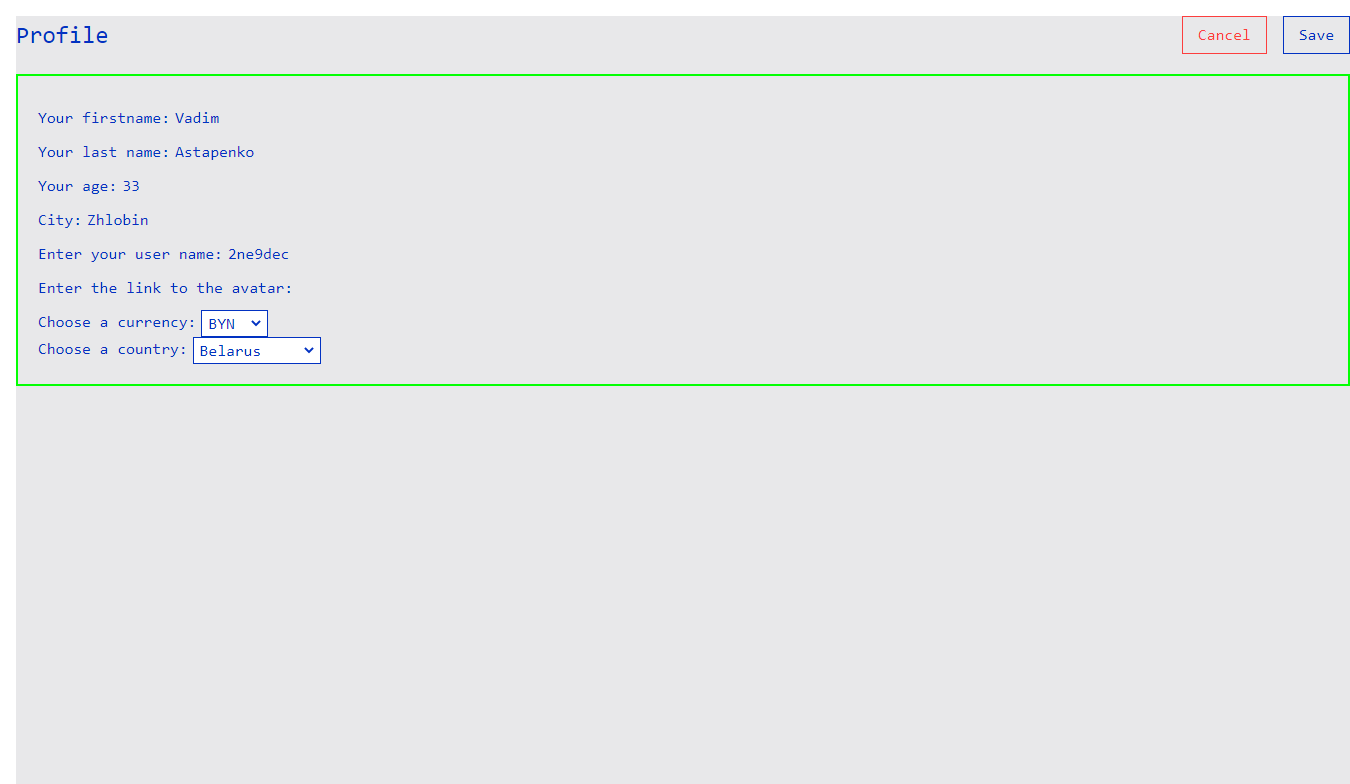 Profile
Cancel
Save
Your firstname: Vadim
Your last name: Astapenko
Your age: 33
City: Zhlobin
Enter your user name: 2ne9dec
Enter the link to the avatar:
Choose a currency: BYN
Choose a country: Belarus